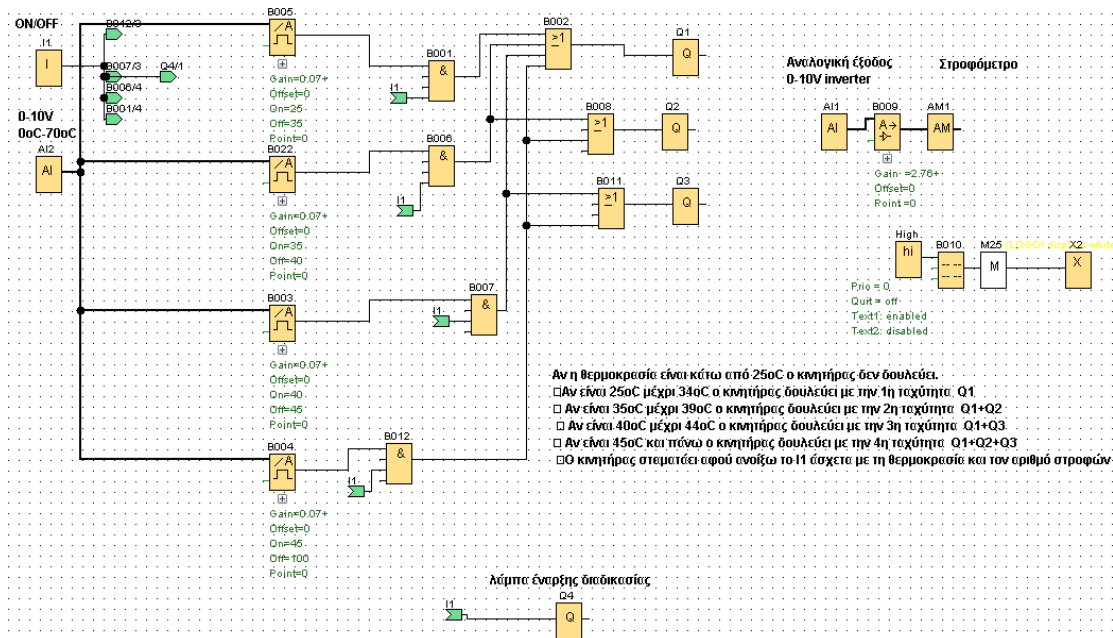 ON/OFF
I1
I
B012/3
B007/3
Q4/1
B006/4
B001/4
0-10V
0oC-70oC
AI2
AI
B005
/A
Gain=0.07+
Offset=0
On=25
Off=35
Point=0
B022
/A
Gain=0.07+
Offset=0
On=35
Off=40
Point=0
B003
/A
Gain=0.07+
Offset=0
On=40
Off=45
Point=0
B004
/A
Gain=0.07+
Offset=0
On=45
Off=100
Point=0
B001
&
I1
B006
&
I1
B007
&
I1
B012
&
I1
B002
>1
B008
>1
B011
>1
Q1
Q
Q2
Q
Q3
Q
Αναλογική έξοδος
0-10V inverter
Στροφόμετρο
AI1
AI
B009
A→
AM1
AM
Gain =2.76+
Offset=0
Point=0
High
hi
B010
M25
M
X2
X
Prio = 0
Quit = off
Text1: enabled
Text2: disabled
Αν η θερμοκρασία είναι κάτω από 25oC ο κινητήρας δεν δουλεύει.
Αν είναι 25oC μέχρι 34oC ο κινητήρας δουλεύει με την 1η ταχύτητα Q1
Αν είναι 35oC μέχρι 39oC ο κινητήρας δουλεύει με την 2η ταχύτητα Q1+Q2
Αν είναι 40oC μέχρι 44oC ο κινητήρας δουλεύει με την 3η ταχύτητα Q1+Q3
Αν είναι 45oC και πάνω ο κινητήρας δουλεύει με την 4η ταχύτητα Q1+Q2+Q3
Ο κινητήρας σταματάει αφού ανοίξω το I1 άσχετα με τη θερμοκρασία και τον αριθμό στροφών
λάμπα έναρξης διαδικασίας
I1
Q4
Q